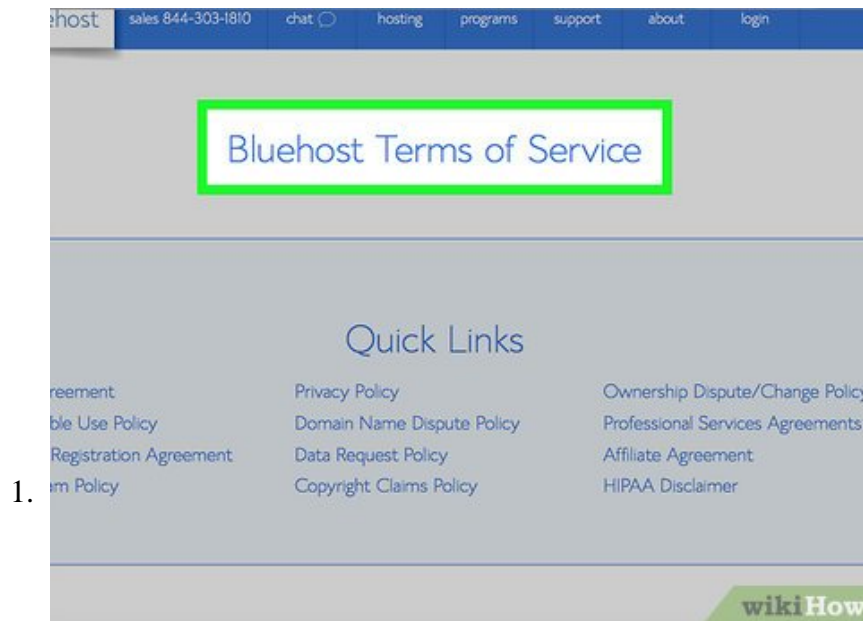 ehost sales 844-303-1810 chat hosting programs support about login
Bluehost Terms of Service
Quick Links
reement Privacy Policy Ownership Dispute/Change Policy
ble Use Policy Domain Name Dispute Policy Professional Services Agreements
Registration Agreement Data Request Policy Affiliate Agreement
1. am Policy Copyright Claims Policy HIPAA Disclaimer
wikiHow